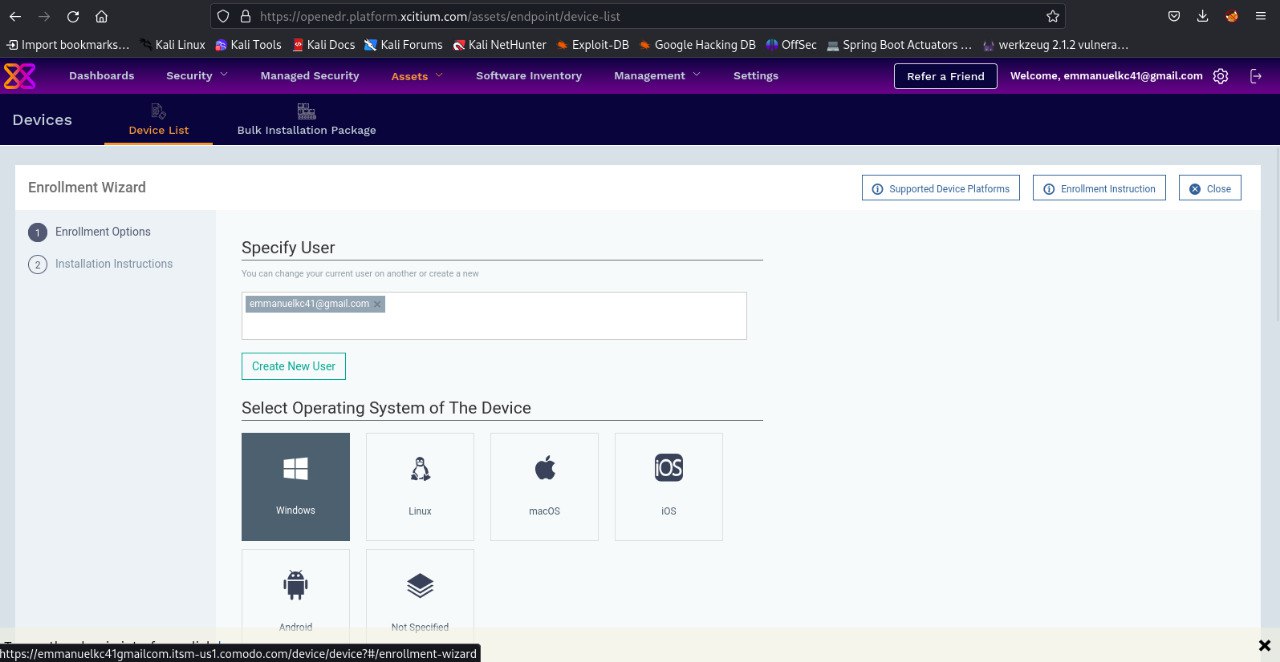 https://openedr.platform.xcitium.com/assets/endpoint/device-list
Import bookmarks... Kali Linux Kali Tools Kali Docs Kali Forums Kali NetHunter Exploit-DB Google Hacking DB OffSec Spring Boot Actuators ... werkzeug 2.1.2 vulnera...
Dashboards Security Managed Security Assets Software Inventory Management Settings Refer a Friend Welcome, emmanuelkc41@gmail.com
Devices
Device List Bulk Installation Package
Enrollment Wizard Supported Device Platforms Enrollment Instruction Close
1 Enrollment Options
2 Installation Instructions
Specify User
You can change your current user on another or create a new
emmanuelkc41@gmail.com
Create New User
Select Operating System of The Device
iOS
Windows Linux macOS iOS
Android Not Specified
https://emmanuelkc41gmailcom.itsm-us1.comodo.com/device/device?#/enrollment-wizard